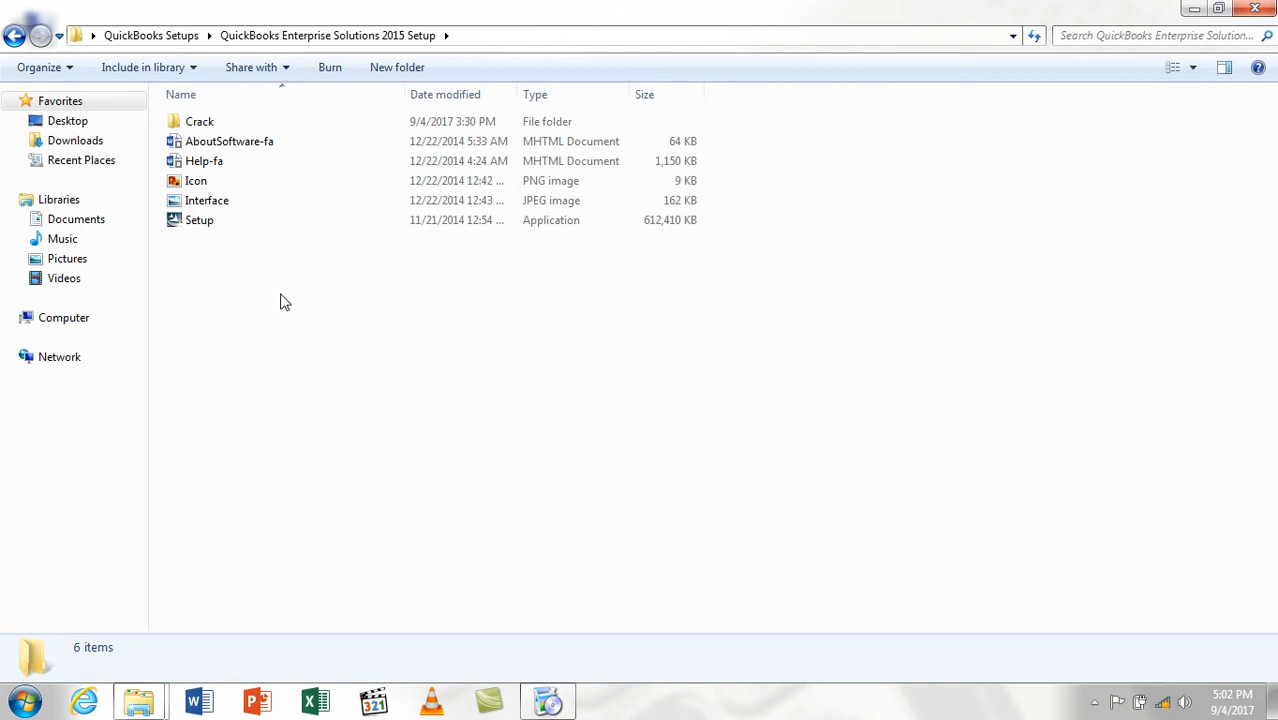 QuickBooks Setups QuickBooks Enterprise Solutions 2015 Setup Search QuickBooks Enterprise Solution...
Organize Include in library Share with Burn New folder
Favorites
Desktop
Downloads
Recent Places
Libraries
Documents
Music
Pictures
Videos
Computer
Network
Name Date modified Type Size
Crack 9/4/2017 3:30 PM File folder
AboutSoftware-fa 12/22/2014 5:33 AM MHTML Document 64 KB
Help-fa 12/22/2014 4:24 AM MHTML Document 1,150 KB
Icon 12/22/2014 12:42 ... PNG image 9 KB
Interface 12/22/2014 12:43 ... JPEG image 162 KB
Setup 11/21/2014 12:54 ... Application 612,410 KB
6 items
321
5:02 PM
9/4/2017